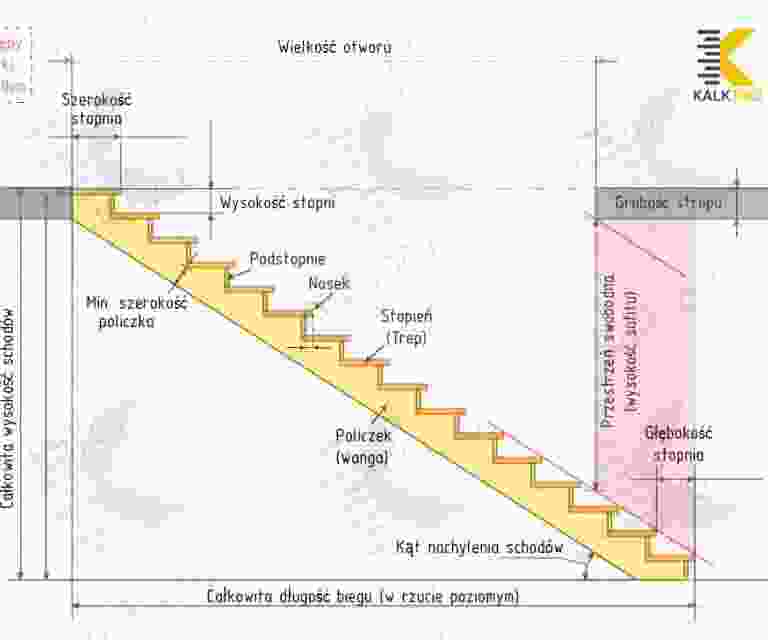 Wielkość otworu
KALK
Szerokość
stopnia
Wysokość stopni
Grubość stropu
Podstopnie
Nosek
Min. szerokość
policzka
Stopień
(Trep)
Przestrzeń swobodna
(wysokość sufitu)
Całkowita wysokość schodów
Policzek
(wanga)
Głębokość
stopnia
Kąt nachylenia schodów
Całkowita długość biegu (w rzucie poziomym)